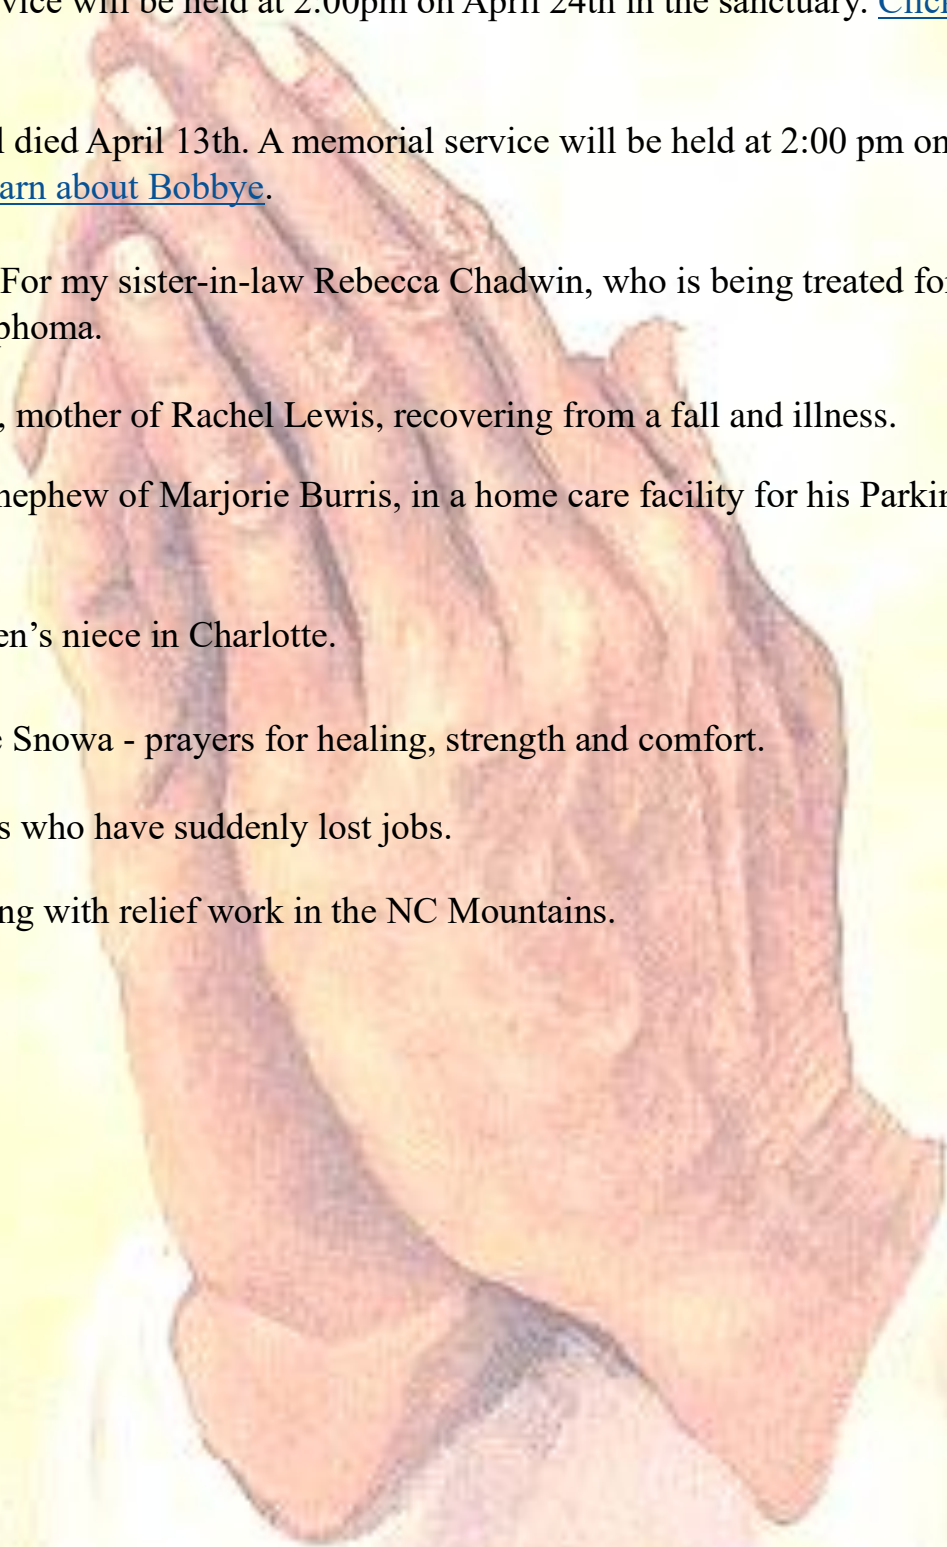 vice will be held at 2:00pm on April 24th in the sanctuary. Click
l died April 13th. A memorial service will be held at 2:00 pm on
arn about Bobbye.
For my sister-in-law Rebecca Chadwin, who is being treated for
phoma.
, mother of Rachel Lewis, recovering from a fall and illness.
nephew of Marjorie Burris, in a home care facility for his Parkin
en’s niece in Charlotte.
e Snowa - prayers for healing, strength and comfort.
s who have suddenly lost jobs.
ng with relief work in the NC Mountains.